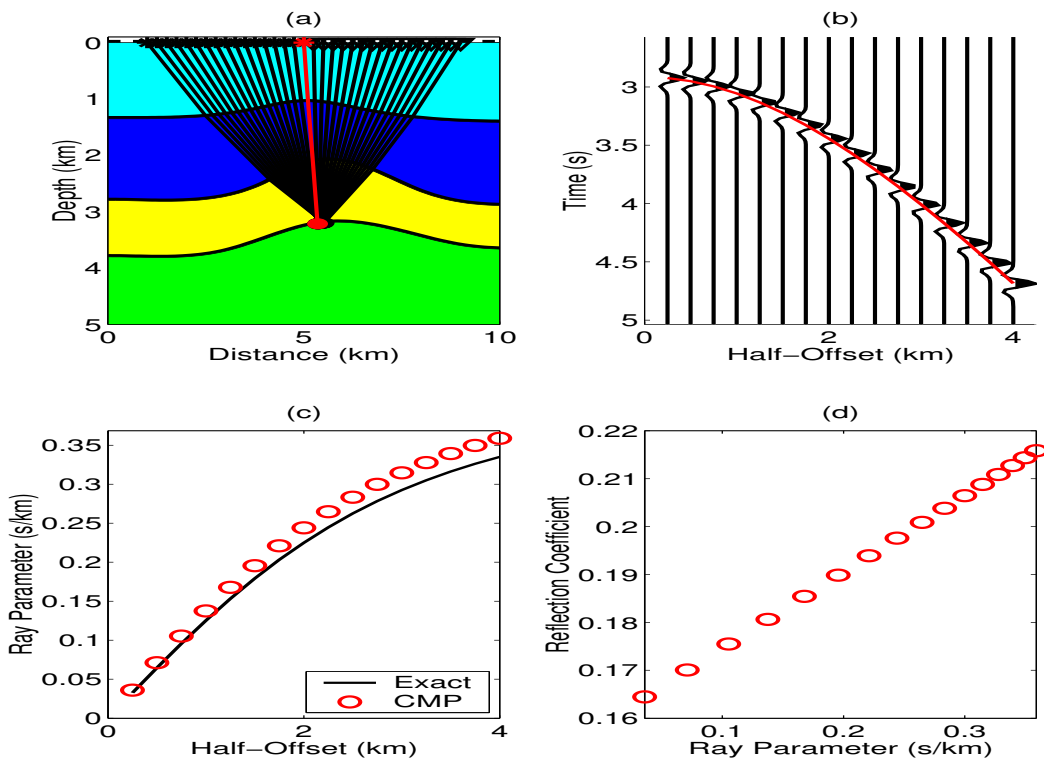 (a)
0
1
2
3
4
5
0
5
10
Depth (km)
Distance (km)
(b)
3
3.5
4
4.5
5
0
2
4
Time (s)
Half-Offset (km)
(c)
0.35
0.3
0.25
0.2
0.15
0.1
0.05
0
0
2
4
Ray Parameter (s/km)
Half-Offset (km)
Exact
CMP
(d)
0.22
0.21
0.2
0.19
0.18
0.17
0.16
0.1
0.2
0.3
Reflection Coefficient
Ray Parameter (s/km)